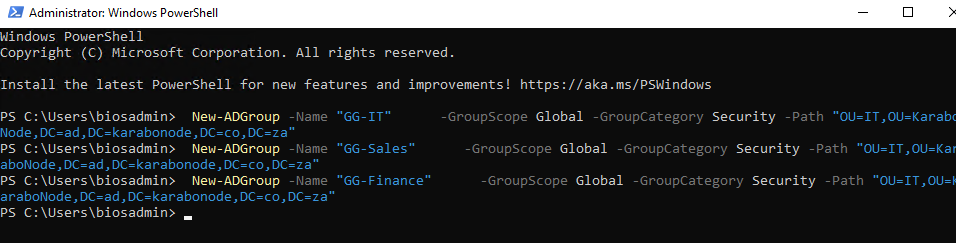 Administrator: Windows PowerShell
Windows PowerShell
Copyright (C) Microsoft Corporation. All rights reserved.
Install the latest PowerShell for new features and improvements! https://aka.ms/PSWindows
PS C:\Users\biosadmin>  New-ADGroup -Name "GG-IT"      -GroupScope Global -GroupCategory Security -Path "OU=IT,OU=Karabo
Node,DC=ad,DC=karabonode,DC=co,DC=za"
PS C:\Users\biosadmin>  New-ADGroup -Name "GG-Sales"      -GroupScope Global -GroupCategory Security -Path "OU=IT,OU=Kar
aboNode,DC=ad,DC=karabonode,DC=co,DC=za"
PS C:\Users\biosadmin>  New-ADGroup -Name "GG-Finance"      -GroupScope Global -GroupCategory Security -Path "OU=IT,OU=K
araboNode,DC=ad,DC=karabonode,DC=co,DC=za"
PS C:\Users\biosadmin>